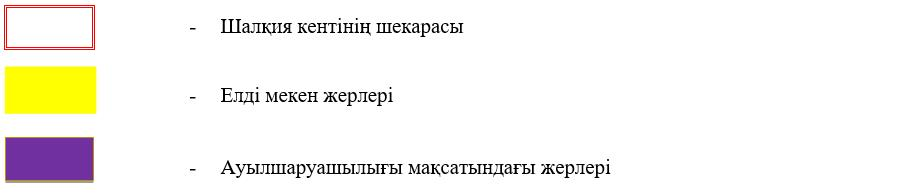 - Шалқия кентінің шекарасы
- Елді мекен жерлері
- Ауылшаруашылығы мақсатындағы жерлері